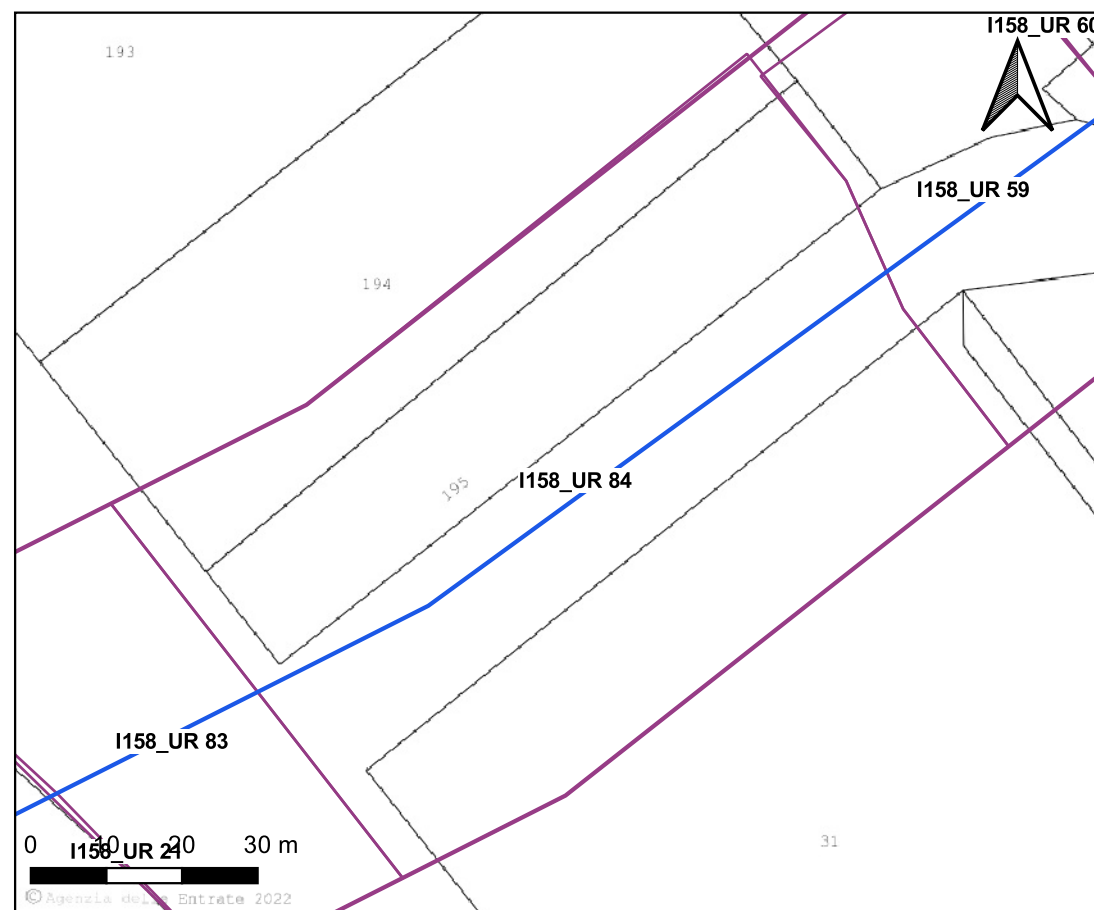 I158_UR 60
193
I158_UR 59
194
195
I158_UR 84
I158_UR 83
31
0 10 20 30 m
I158_UR 21
© Agenzia delle Entrate 2022